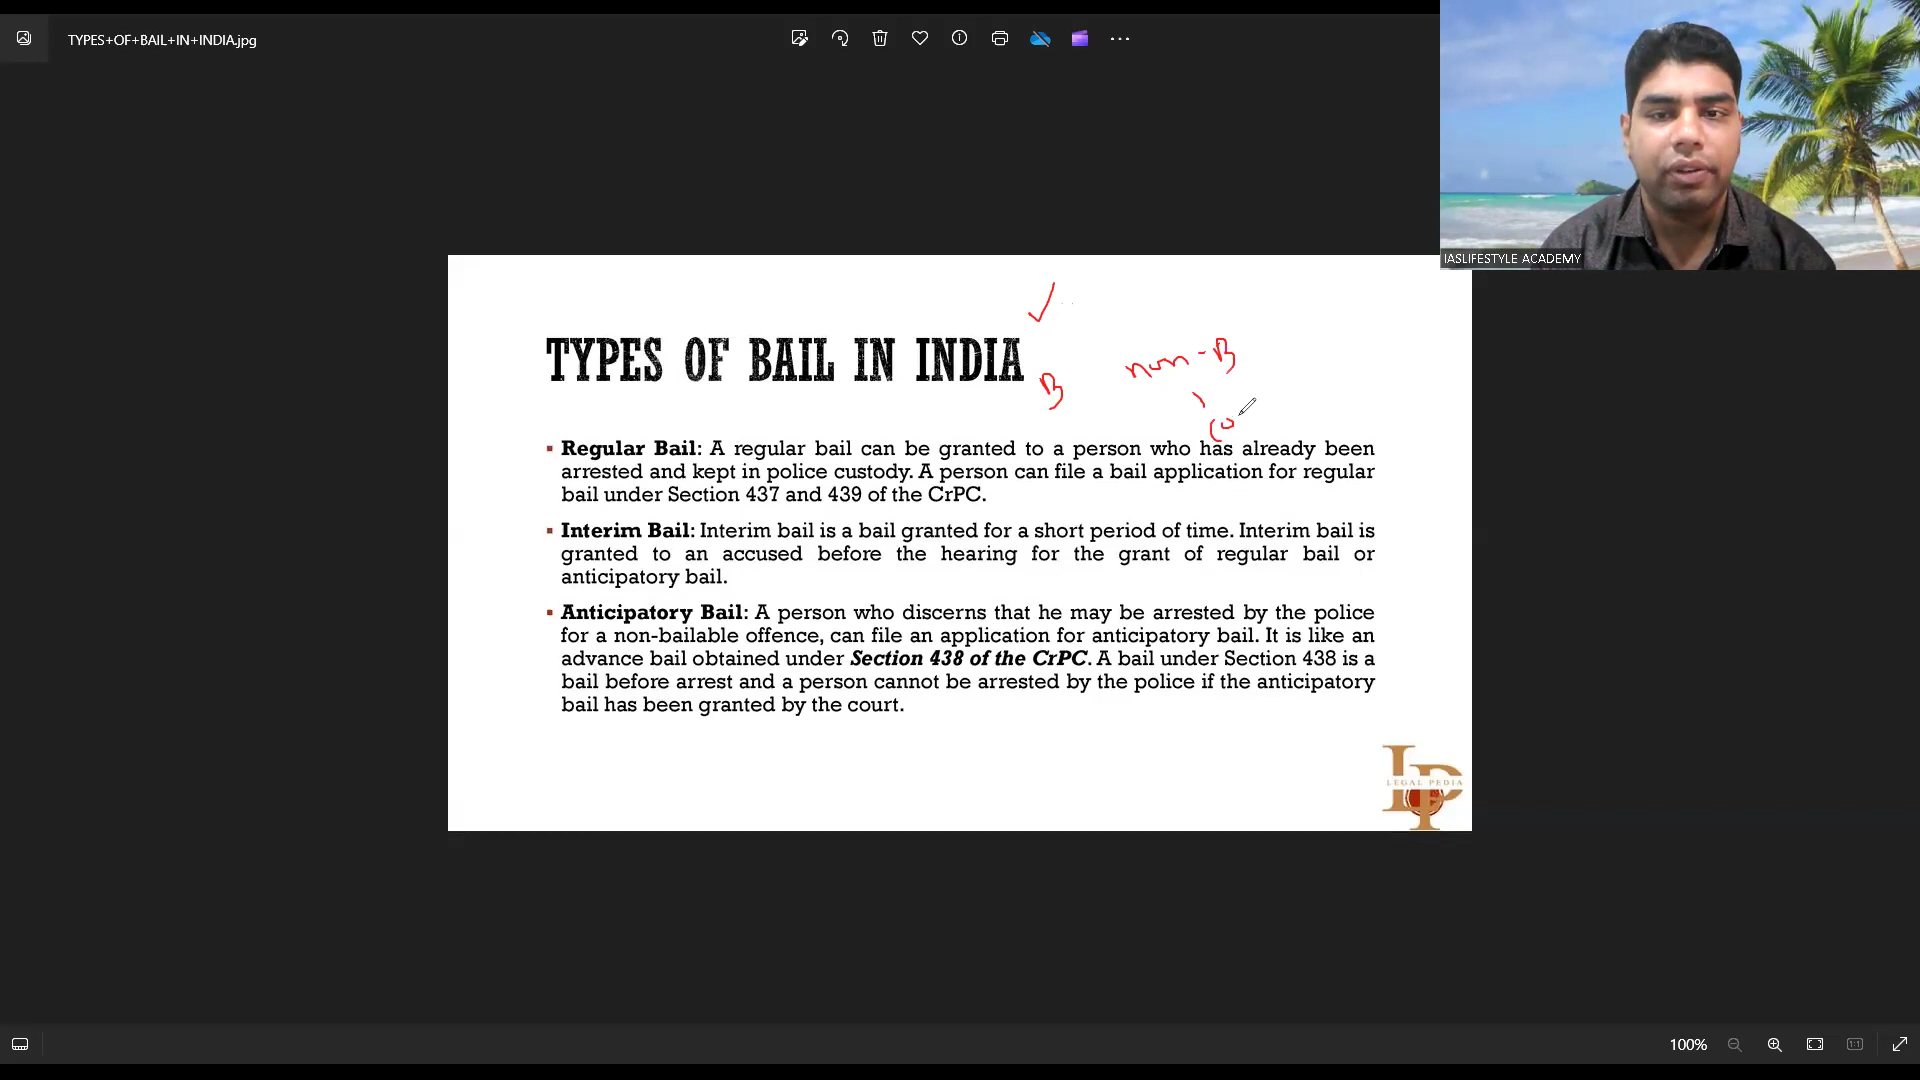 TYPES+OF+BAIL+IN+INDIA.jpg
IASLIFESTYLE ACADEMY
TYPES OF BAIL IN INDIA
B
non-B
▪ Regular Bail: A regular bail can be granted to a person who has already been
arrested and kept in police custody. A person can file a bail application for regular
bail under Section 437 and 439 of the CrPC.
▪ Interim Bail: Interim bail is a bail granted for a short period of time. Interim bail is
granted to an accused before the hearing for the grant of regular bail or
anticipatory bail.
▪ Anticipatory Bail: A person who discerns that he may be arrested by the police
for a non-bailable offence, can file an application for anticipatory bail. It is like an
advance bail obtained under Section 438 of the CrPC. A bail under Section 438 is a
bail before arrest and a person cannot be arrested by the police if the anticipatory
bail has been granted by the court.
LP
LEGAL PEDIA
100%